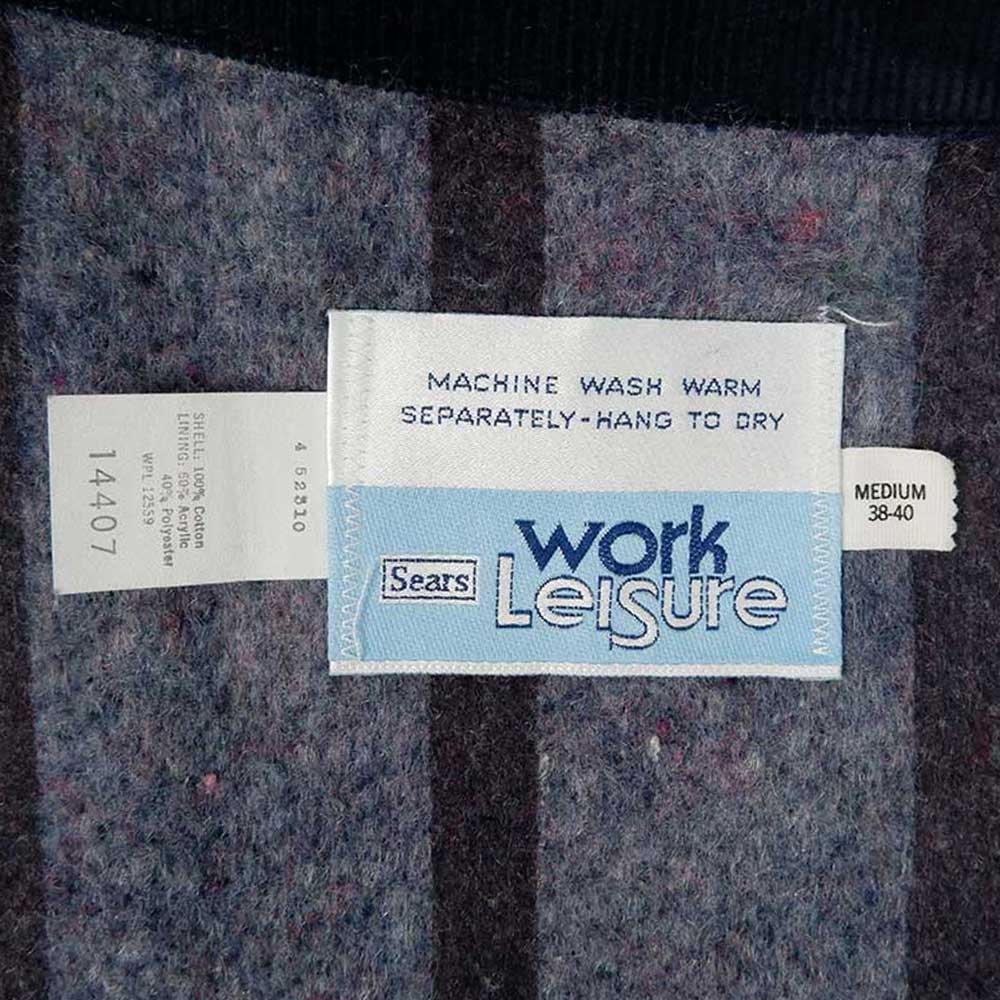 MACHINE WASH WARM
SEPARATELY-HANG TO DRY
Sears
work
Leisure
MEDIUM
38-40
4 52310
SHELL: 100% Cotton
LINING: 60% Acrylic
40% Polyester
WPL 12559
14407